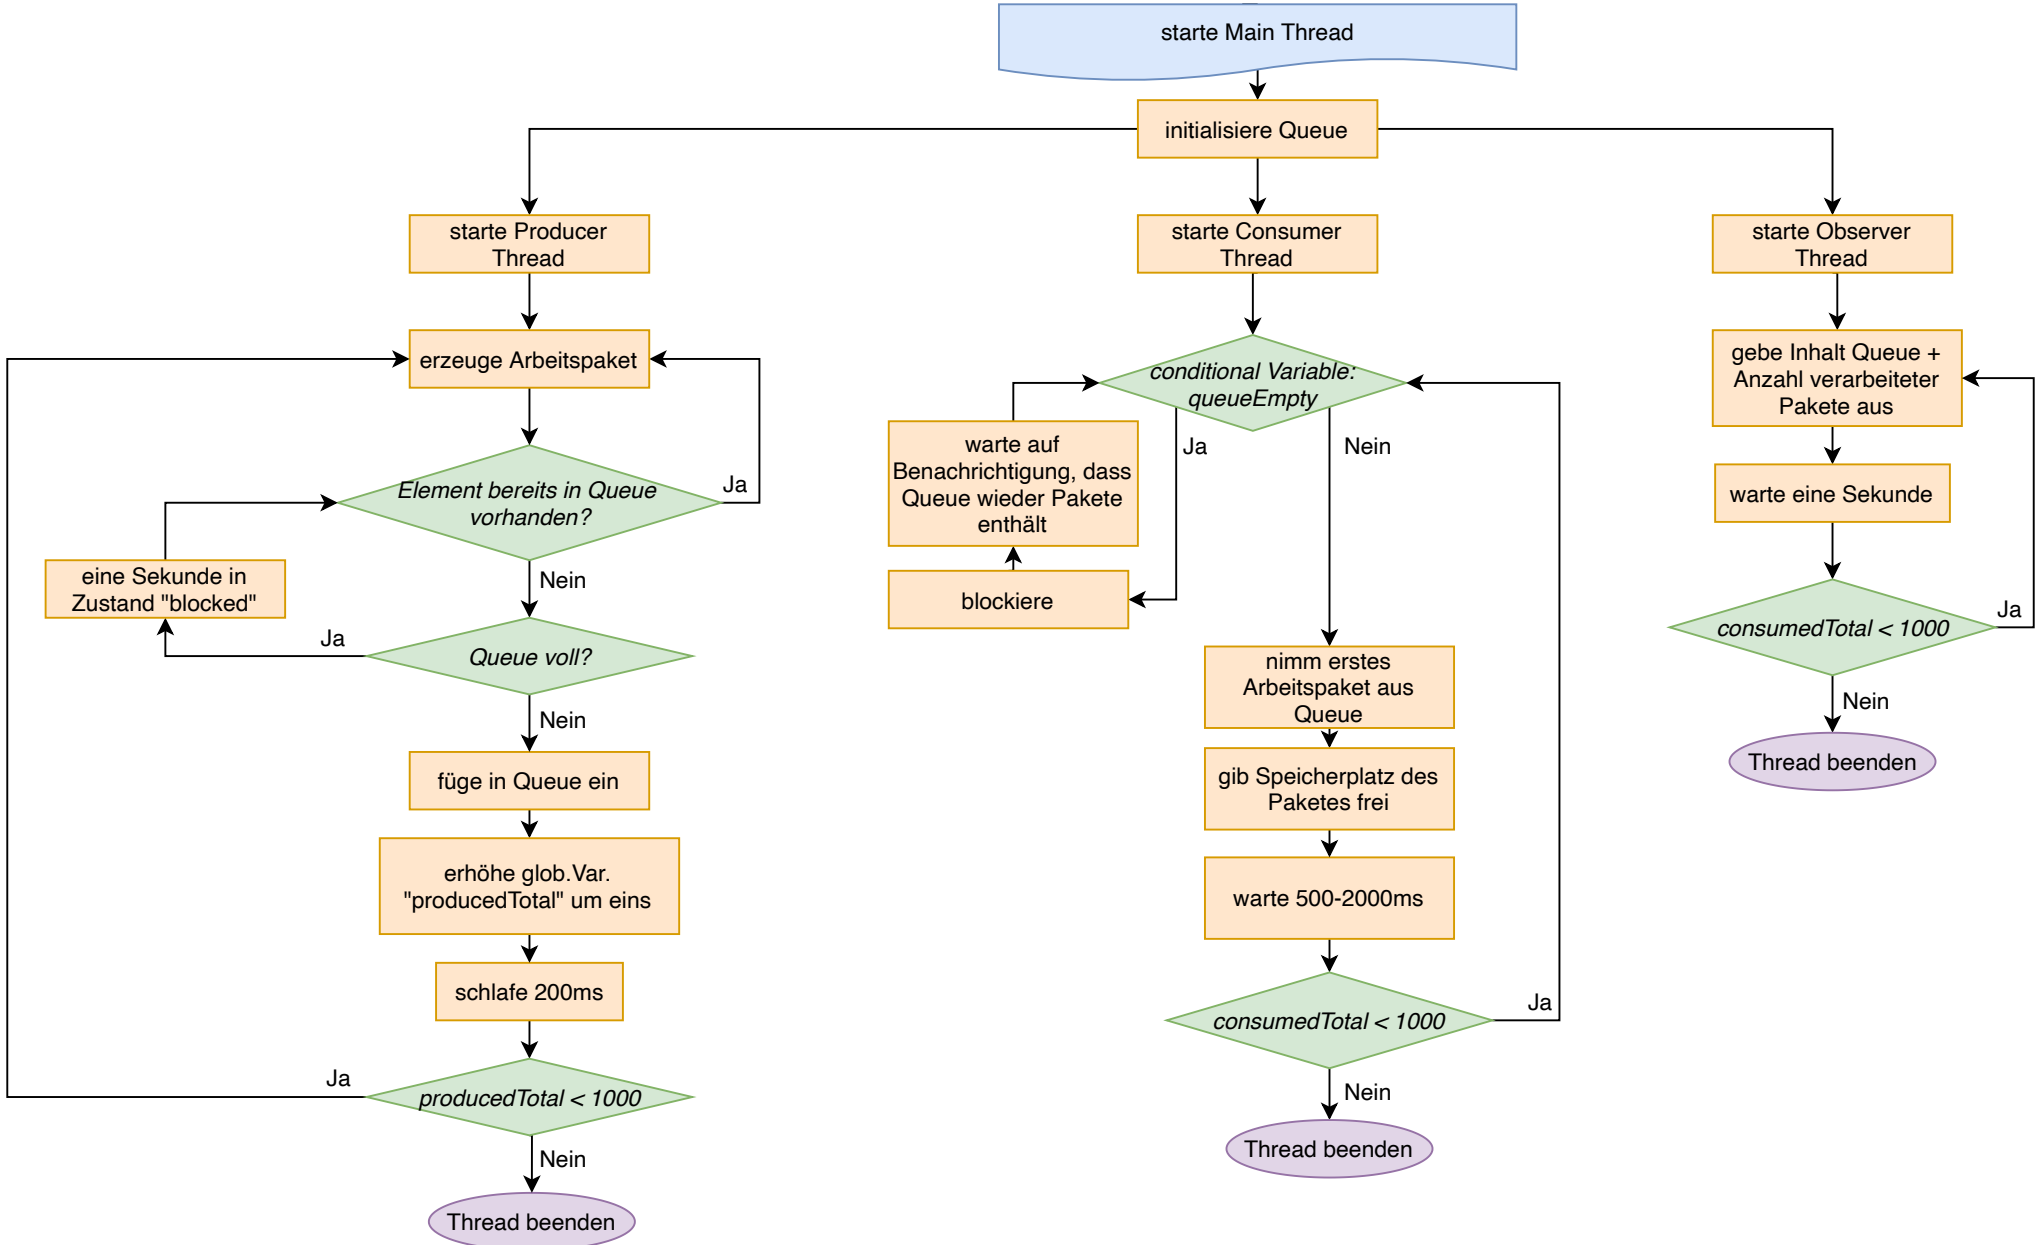 starte Main Thread
initialisiere Queue
starte Producer
Thread
erzeuge Arbeitspaket
Element bereits in Queue
vorhanden?
Ja
eine Sekunde in
Zustand "blocked"
Nein
Ja
Queue voll?
Nein
füge in Queue ein
erhöhe glob.Var.
"producedTotal" um eins
schlafe 200ms
Ja
producedTotal < 1000
Nein
Thread beenden
starte Consumer
Thread
conditional Variable:
queueEmpty
Ja
Nein
warte auf
Benachrichtigung, dass
Queue wieder Pakete
enthält
blockiere
nimm erstes
Arbeitspaket aus
Queue
gib Speicherplatz des
Paketes frei
warte 500-2000ms
consumedTotal < 1000
Ja
Nein
Thread beenden
starte Observer
Thread
gebe Inhalt Queue +
Anzahl verarbeiteter
Pakete aus
warte eine Sekunde
consumedTotal < 1000
Ja
Nein
Thread beenden